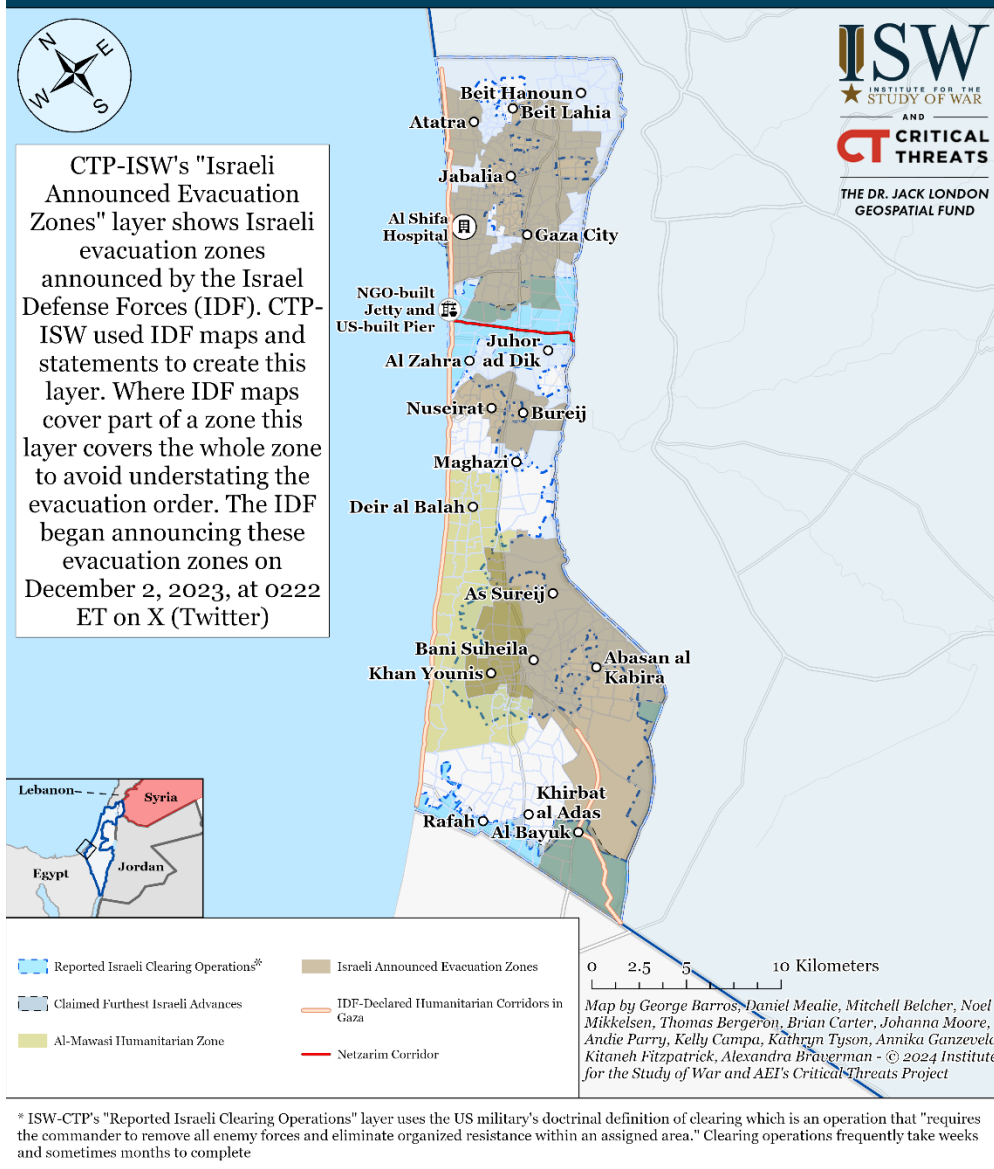 N
E
S
W
ISW
INSTITUTE FOR THE
STUDY OF WAR
AND
CT CRITICAL
THREATS
THE DR. JACK LONDON
GEOSPATIAL FUND
CTP-ISW's "Israeli
Announced Evacuation
Zones" layer shows Israeli
evacuation zones
announced by the Israel
Defense Forces (IDF). CTP-
ISW used IDF maps and
statements to create this
layer. Where IDF maps
cover part of a zone this
layer covers the whole zone
to avoid understating the
evacuation order. The IDF
began announcing these
evacuation zones on
December 2, 2023, at 0222
ET on X (Twitter)
Beit Hanoun
Beit Lahia
Atatra
Jabalia
Al Shifa
Hospital
Gaza City
NGO-built
Jetty and
US-built Pier
Juhor
ad Dik
Al Zahra
Nuseirat
Bureij
Maghazi
Deir al Balah
As Sureij
Bani Suheila
Abasan al
Kabira
Khan Younis
Khirbat
al Adas
Rafah
Al Bayuk
Lebanon
Syria
Jordan
Egypt
Reported Israeli Clearing Operations*
Claimed Furthest Israeli Advances
Al-Mawasi Humanitarian Zone
Israeli Announced Evacuation Zones
IDF-Declared Humanitarian Corridors in
Gaza
Netzarim Corridor
0 2.5 5 10 Kilometers
Map by George Barros, Daniel Mealie, Mitchell Belcher, Noel
Mikkelsen, Thomas Bergeron, Brian Carter, Johanna Moore,
Andie Parry, Kelly Campa, Kathryn Tyson, Annika Ganzeveld
Kitaneh Fitzpatrick, Alexandra Braverman - © 2024 Institute
for the Study of War and AEI's Critical Threats Project
* ISW-CTP's "Reported Israeli Clearing Operations" layer uses the US military's doctrinal definition of clearing which is an operation that "requires
the commander to remove all enemy forces and eliminate organized resistance within an assigned area." Clearing operations frequently take weeks
and sometimes months to complete